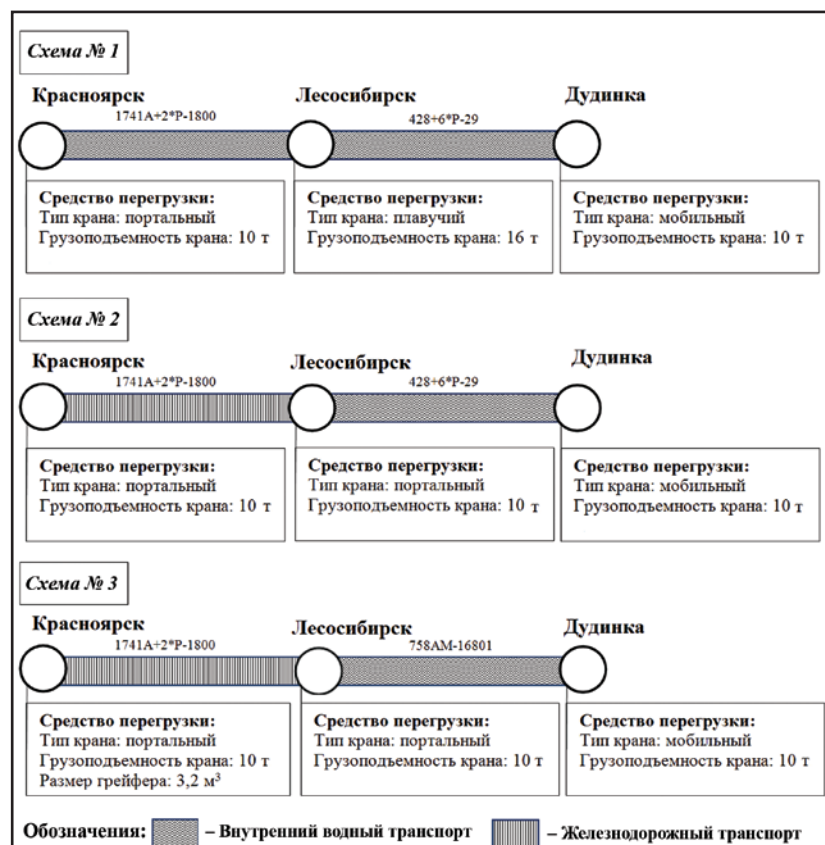 Схема № 1
Красноярск
Лесосибирск
Дудинка
1741А+2*Р-1800
428+6*Р-29
Средство перегрузки:
Тип крана: портальный
Грузоподъемность крана: 10 т
Средство перегрузки:
Тип крана: плавучий
Грузоподъемность крана: 16 т
Средство перегрузки:
Тип крана: мобильный
Грузоподъемность крана: 10 т
Схема № 2
Красноярск
Лесосибирск
Дудинка
1741А+2*Р-1800
428+6*Р-29
Средство перегрузки:
Тип крана: портальный
Грузоподъемность крана: 10 т
Средство перегрузки:
Тип крана: портальный
Грузоподъемность крана: 10 т
Средство перегрузки:
Тип крана: мобильный
Грузоподъемность крана: 10 т
Схема № 3
Красноярск
Лесосибирск
Дудинка
1741А+2*Р-1800
758АМ-16801
Средство перегрузки:
Тип крана: портальный
Грузоподъемность крана: 10 т
Размер грейфера: 3,2 м³
Средство перегрузки:
Тип крана: портальный
Грузоподъемность крана: 10 т
Средство перегрузки:
Тип крана: мобильный
Грузоподъемность крана: 10 т
Обозначения: – Внутренний водный транспорт – Железнодорожный транспорт